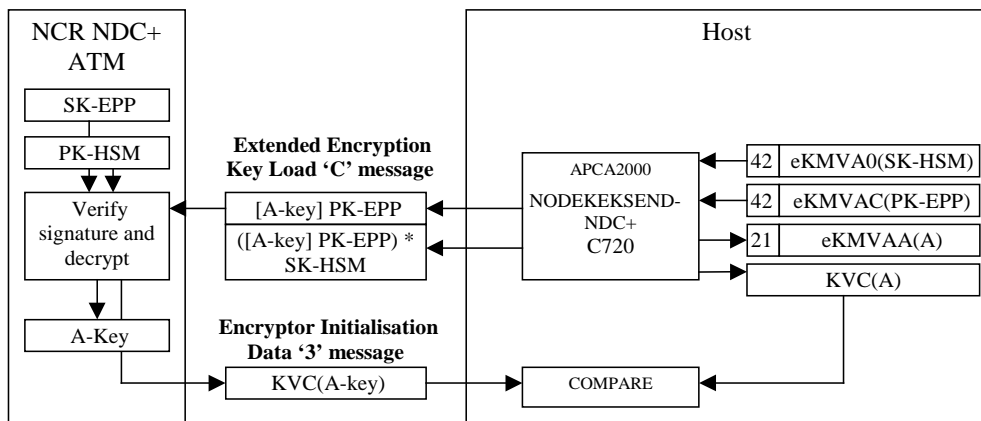 NCR NDC+
ATM
SK-EPP
PK-HSM
Verify
signature and
decrypt
A-Key
Extended Encryption
Key Load ‘C’ message
[A-key] PK-EPP
([A-key] PK-EPP) *
SK-HSM
Encryptor Initialisation
Data ‘3’ message
KVC(A-key)
Host
APCA2000
NODEKEKSEND-
NDC+
C720
42 eKMVA0(SK-HSM)
42 eKMVAC(PK-EPP)
21 eKMVAA(A)
KVC(A)
COMPARE